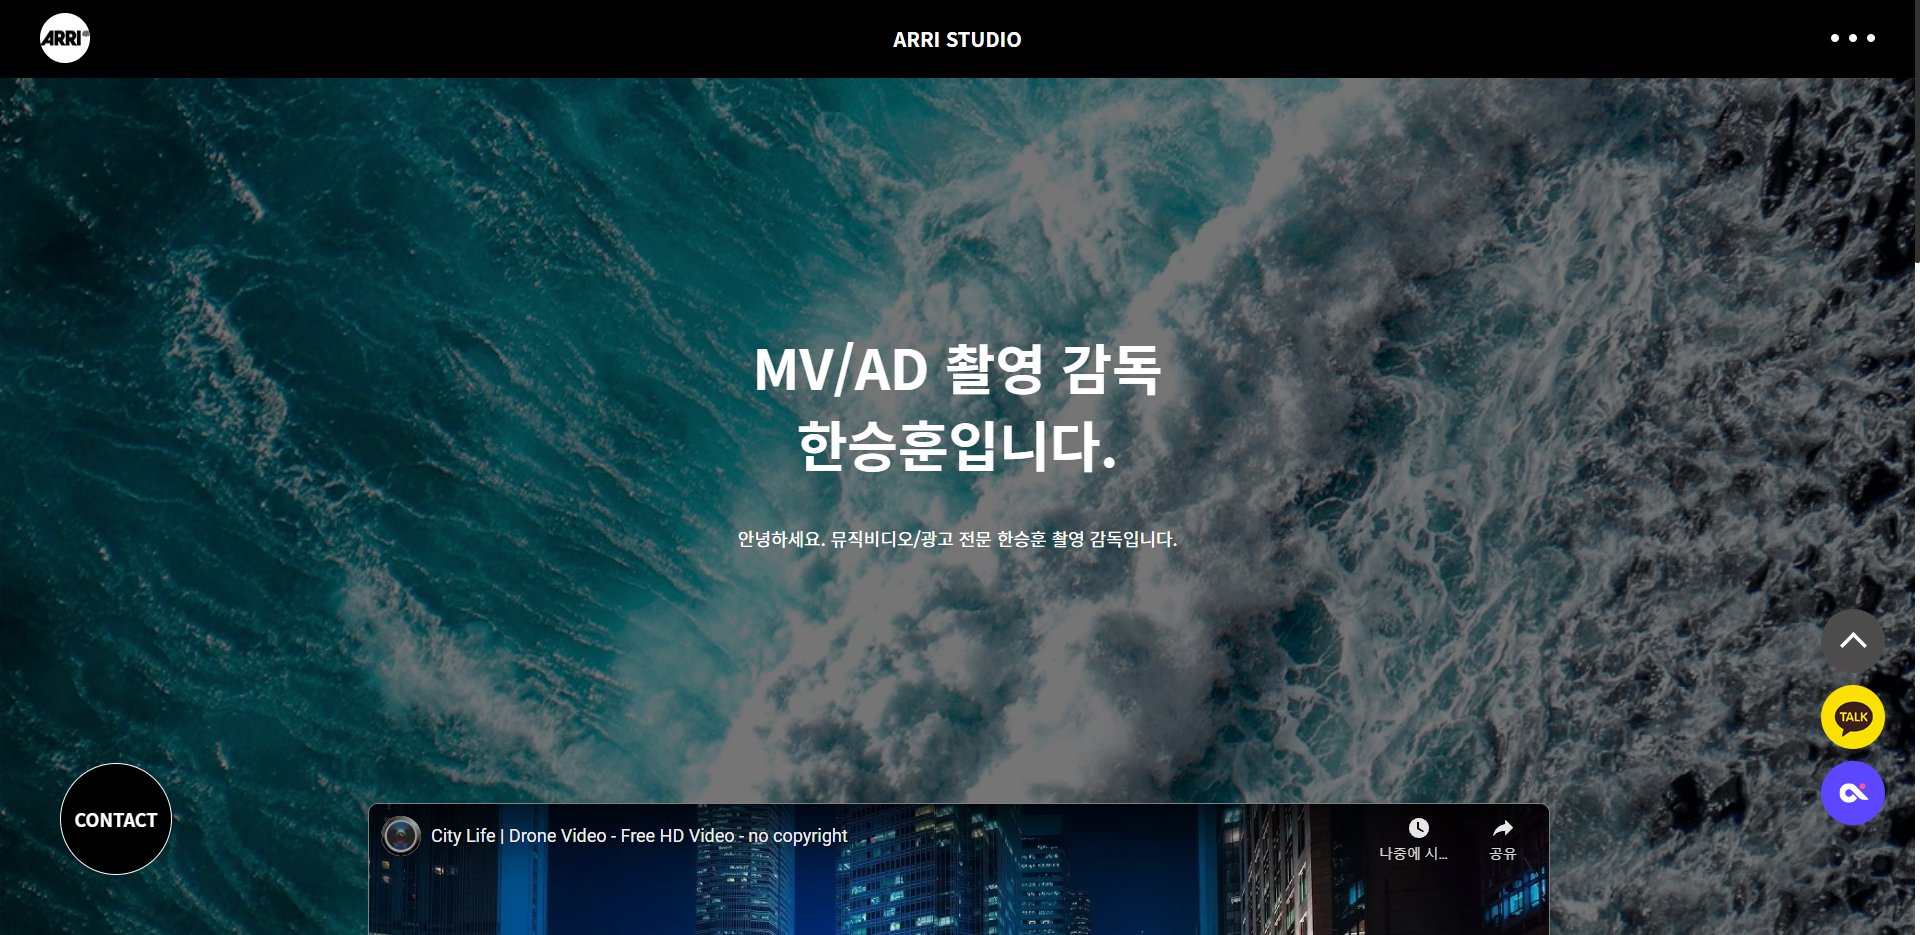 ARRI
ARRI STUDIO
MV/AD 촬영 감독
한승훈입니다.
안녕하세요. 뮤직비디오/광고 전문 한승훈 촬영 감독입니다.
TALK
CONTACT
City Life | Drone Video - Free HD Video - no copyright
나중에 시...
공유